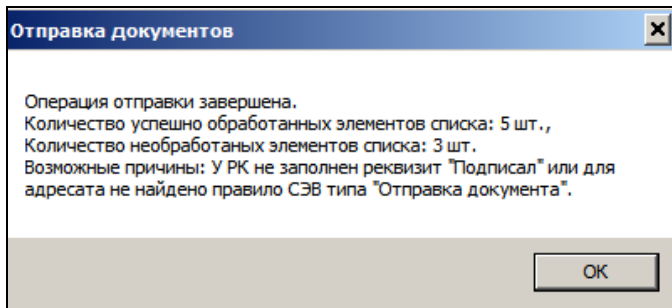 Отправка документов
Операция отправки завершена.
Количество успешно обработанных элементов списка: 5 шт.,
Количество необработаных элементов списка: 3 шт.
Возможные причины: У РК не заполнен реквизит "Подписал" или для
адресата не найдено правило СЭВ типа "Отправка документа".
ОК